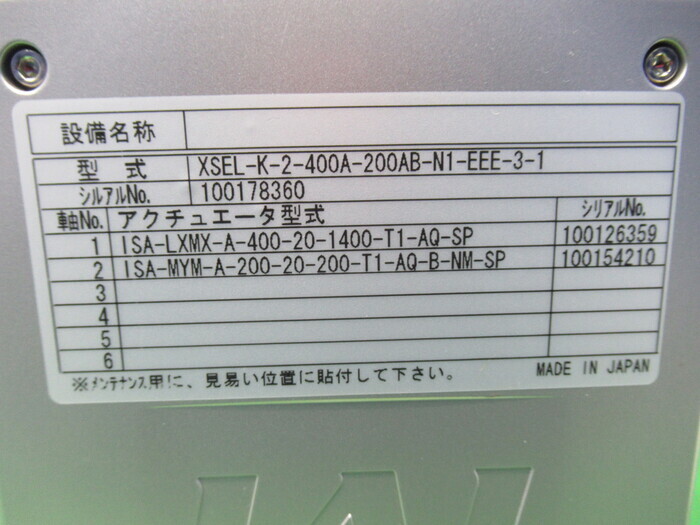 設備名称
型 式 XSEL-K-2-400A-200AB-N1-EEE-3-1
シルアルNo. 100178360
軸No. アクチュエータ型式 シリアルNo.
1 ISA-LXMX-A-400-20-1400-T1-AQ-SP 100126359
2 ISA-MYM-A-200-20-200-T1-AQ-B-NM-SP 100154210
3
4
5
6
※メンテナンス用に、見易い位置に貼付して下さい。 MADE IN JAPAN